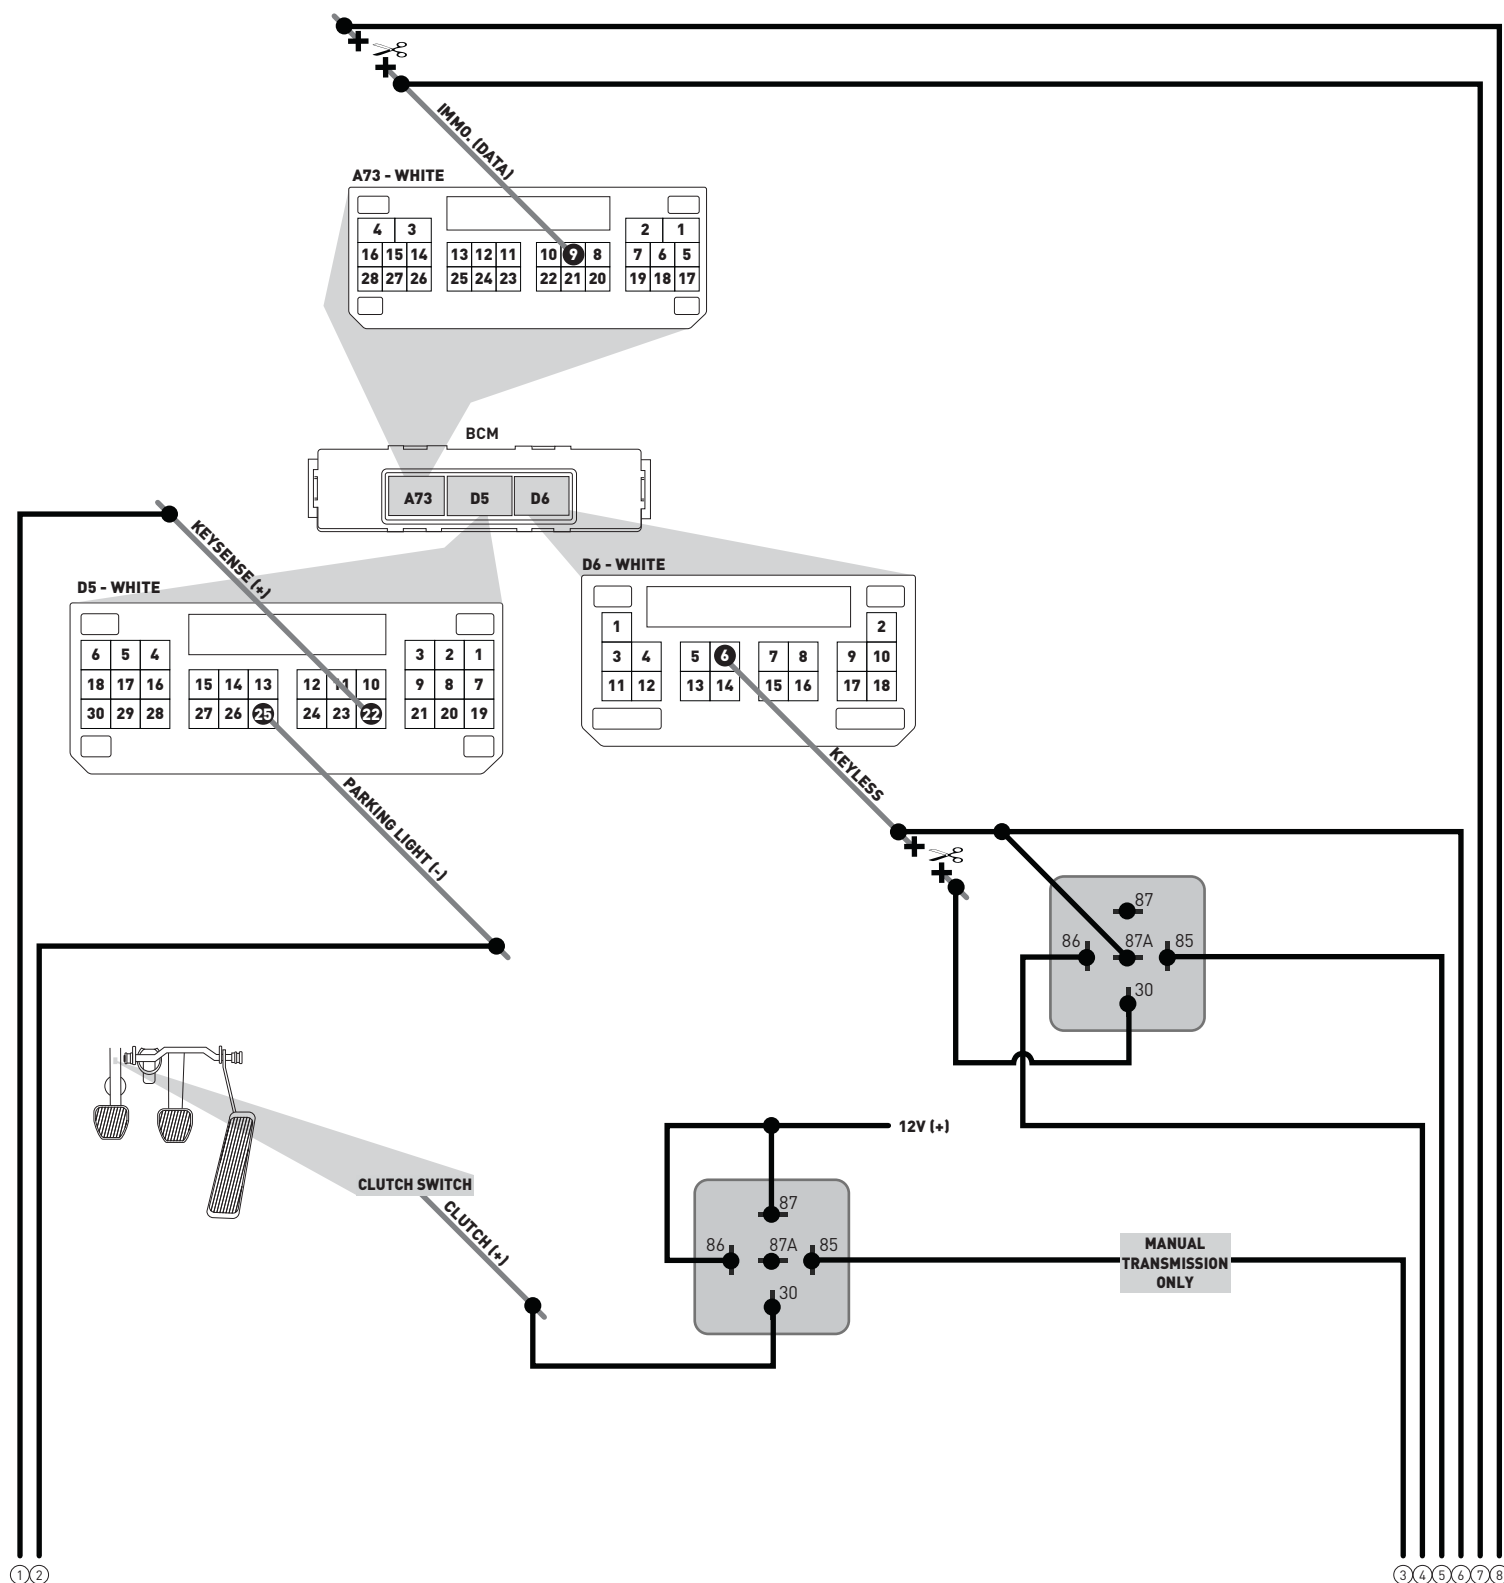 IMMO. (DATA)
A73 - WHITE
4 3 2 1
16 15 14 13 12 11 10 9 8 7 6 5
28 27 26 25 24 23 22 21 20 19 18 17
BCM
A73 D5 D6
KEYSENSE (+)
D5 - WHITE
6 5 4 3 2 1
18 17 16 15 14 13 12 11 10 9 8 7
30 29 28 27 26 25 24 23 22 21 20 19
D6 - WHITE
1 2
3 4 5 6 7 8 9 10
11 12 13 14 15 16 17 18
PARKING LIGHT (-)
KEYLESS
87
86 87A 85
30
12V (+)
CLUTCH SWITCH
CLUTCH (+)
87
86 87A 85
30
MANUAL
TRANSMISSION
ONLY
1 2 3 4 5 6 7 8